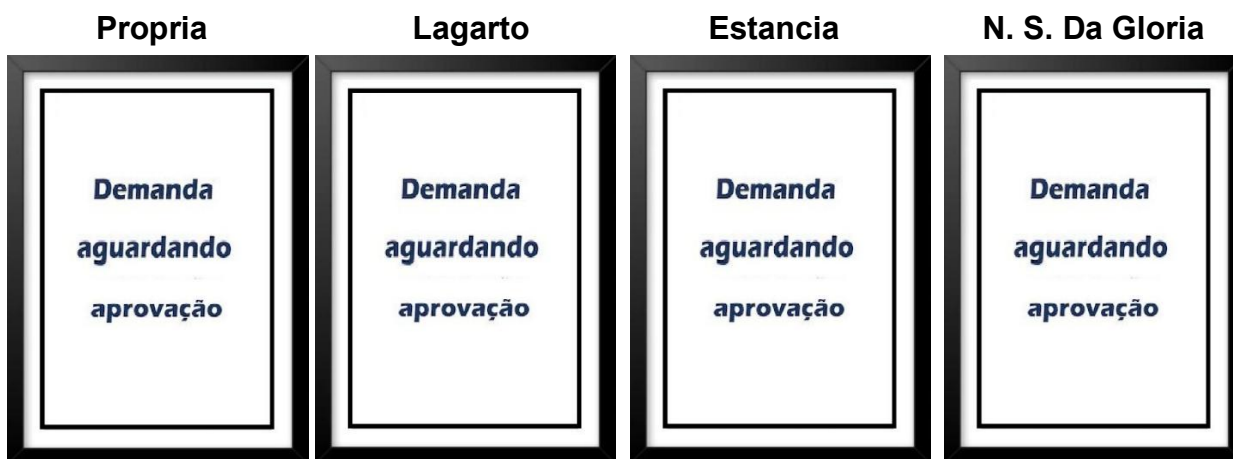 Propria Lagarto Estancia N. S. Da Gloria
Demanda
aguardando
aprovação
Demanda
aguardando
aprovação
Demanda
aguardando
aprovação
Demanda
aguardando
aprovação